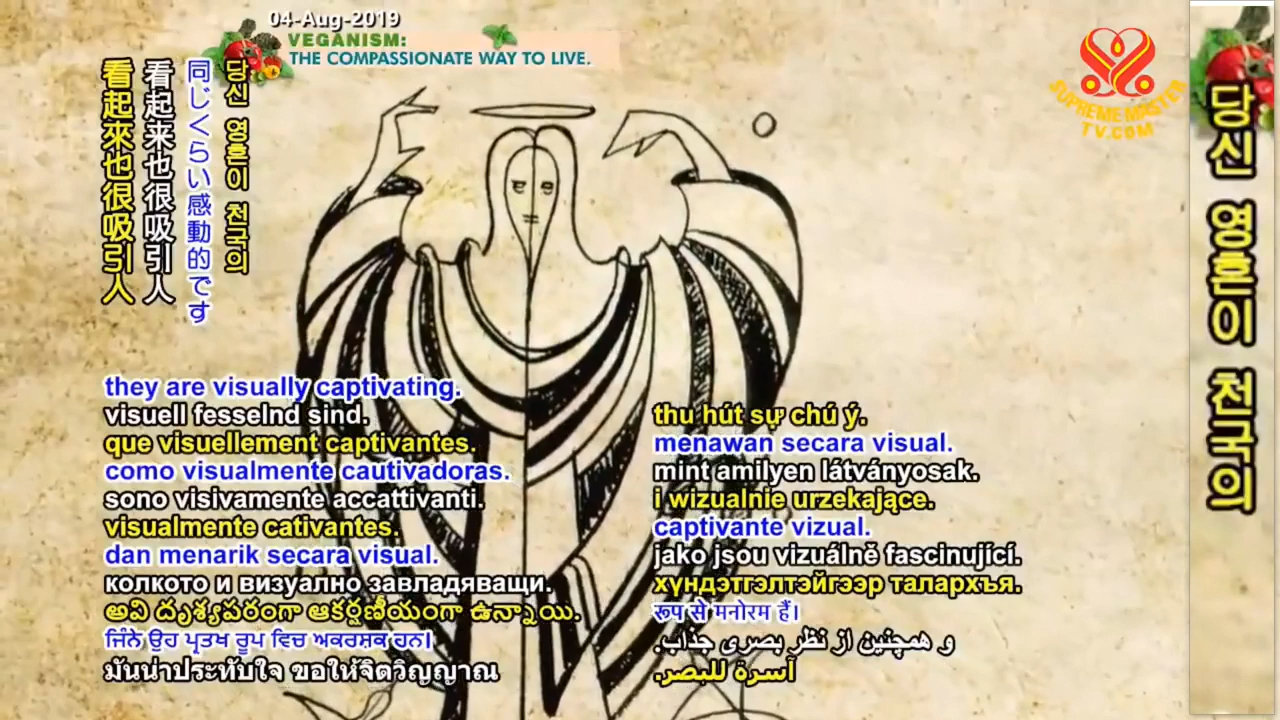 04-Aug-2019
VEGANISM:
THE COMPASSIONATE WAY TO LIVE.
SUPREME MASTER
TV.COM
당신 영혼이 천국의
同じくらい感動的です
看起来也很吸引人
看起來也很吸引人
they are visually captivating.
visuell fesselnd sind.
que visuellement captivantes.
como visualmente cautivadoras.
sono visivamente accattivanti.
visualmente cativantes.
dan menarik secara visual.
колкото и визуално завладяващи.
అవి దృశ్యపరంగా ఆకర్షణీయంగా ఉన్నాయి.
ਜਿੰਨੇ ਉਹ ਪ੍ਰਤਖ ਰੂਪ ਵਿਚ ਅਕਰਸ਼ਕ ਹਨ।
มันน่าประทับใจ ขอให้จิตวิญญาณ
thu hút sự chú ý.
menawan secara visual.
mint amilyen látványosak.
i wizualnie urzekające.
captivante vizual.
jako jsou vizuálně fascinující.
хүндэтгэлтэйгээр талархъя.
रूप से मनोरम हैं।
و همچنین از نظر بصری جذاب.
آسرة للبصر.
당신 영혼이 천국의